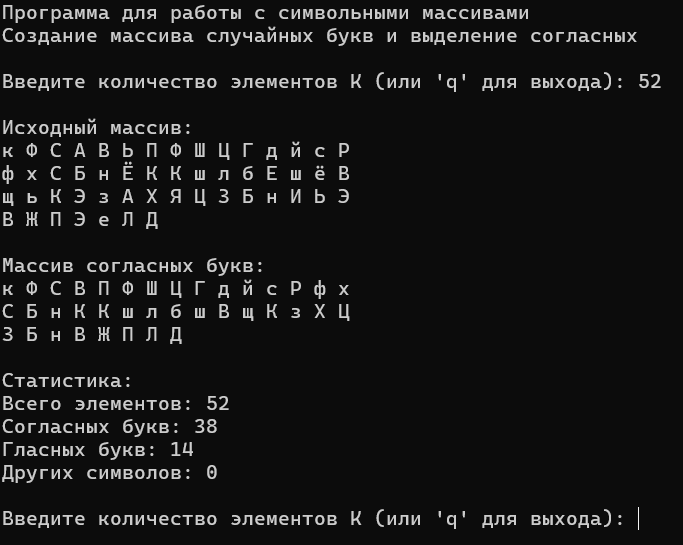 Программа для работы с символьными массивами
Создание массива случайных букв и выделение согласных
Введите количество элементов К (или 'q' для выхода): 52
Исходный массив:
к Ф С А В Ь П Ф Ш Ц Г д й с Р
ф х С Б н Ё К К ш л б Е ш ё В
щ ь К Э з А Х Я Ц З Б н И Ь Э
В Ж П Э е Л Д
Массив согласных букв:
к Ф С В П Ф Ш Ц Г д й с Р ф х
С Б н К К ш л б ш В щ К з Х Ц
З Б н В Ж П Л Д
Статистика:
Всего элементов: 52
Согласных букв: 38
Гласных букв: 14
Других символов: 0
Введите количество элементов К (или 'q' для выхода):